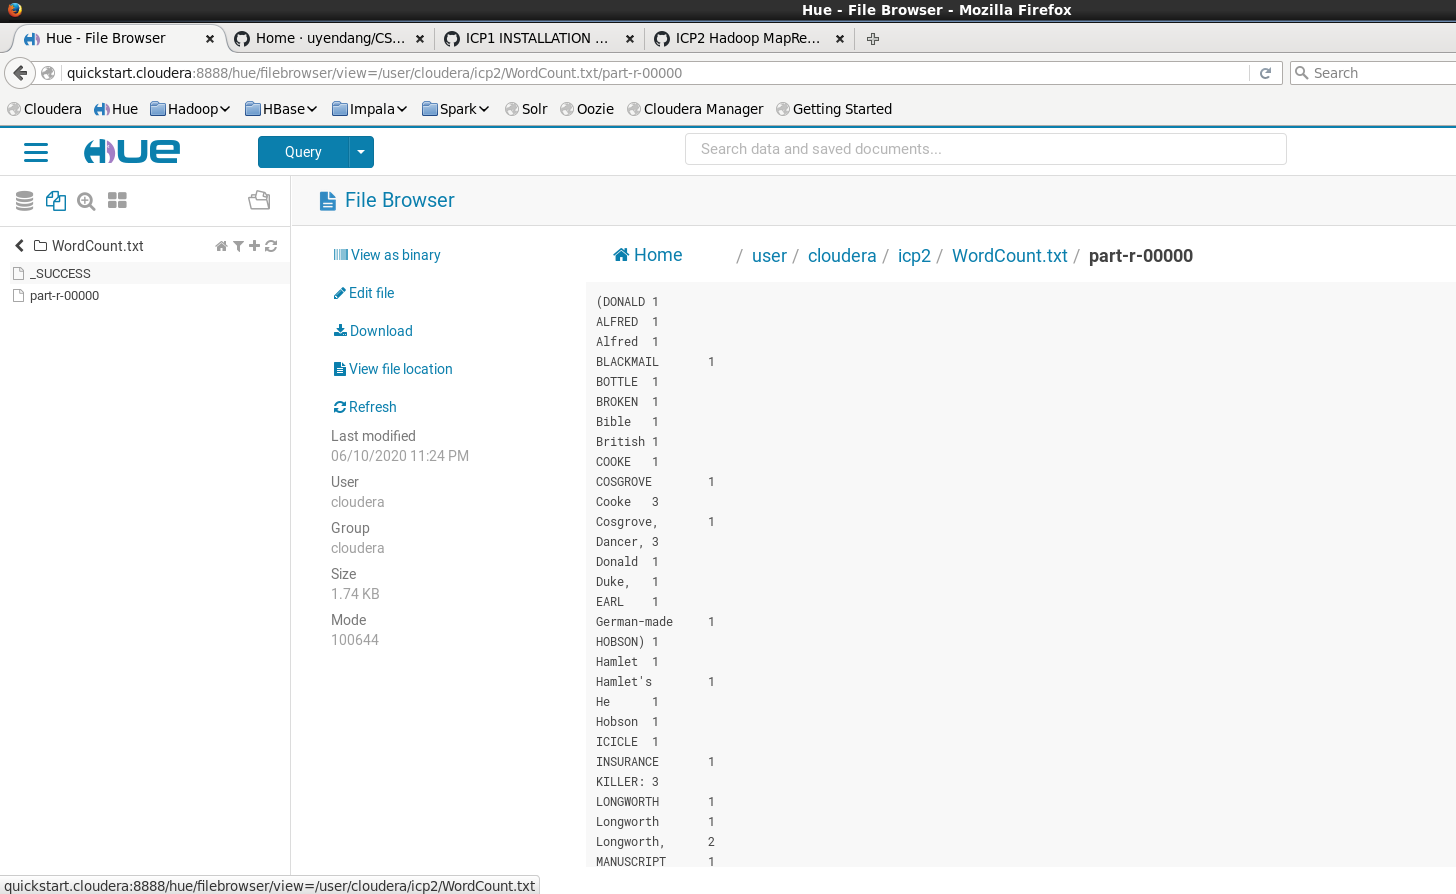 Hue - File Browser - Mozilla Firefox
Hue - File Browser
Home · uyendang/CS...
ICP1 INSTALLATION ...
ICP2 Hadoop MapRe...
quickstart.cloudera:8888/hue/filebrowser/view=/user/cloudera/icp2/WordCount.txt/part-r-00000
Search
Cloudera Hue Hadoop HBase Impala Spark Solr Oozie Cloudera Manager Getting Started
HUE
Query
Search data and saved documents...
File Browser
WordCount.txt
_SUCCESS
part-r-00000
View as binary
Edit file
Download
View file location
Refresh
Last modified
06/10/2020 11:24 PM
User
cloudera
Group
cloudera
Size
1.74 KB
Mode
100644
Home / user / cloudera / icp2 / WordCount.txt / part-r-00000
(DONALD 1
ALFRED 1
Alfred 1
BLACKMAIL 1
BOTTLE 1
BROKEN 1
Bible 1
British 1
COOKE 1
COSGROVE 1
Cooke 3
Cosgrove, 1
Dancer, 3
Donald 1
Duke, 1
EARL 1
German-made 1
HOBSON) 1
Hamlet 1
Hamlet's 1
He 1
Hobson 1
ICICLE 1
INSURANCE 1
KILLER: 3
LONGWORTH 1
Longworth 1
Longworth, 2
MANUSCRIPT 1
quickstart.cloudera:8888/hue/filebrowser/view=/user/cloudera/icp2/WordCount.txt